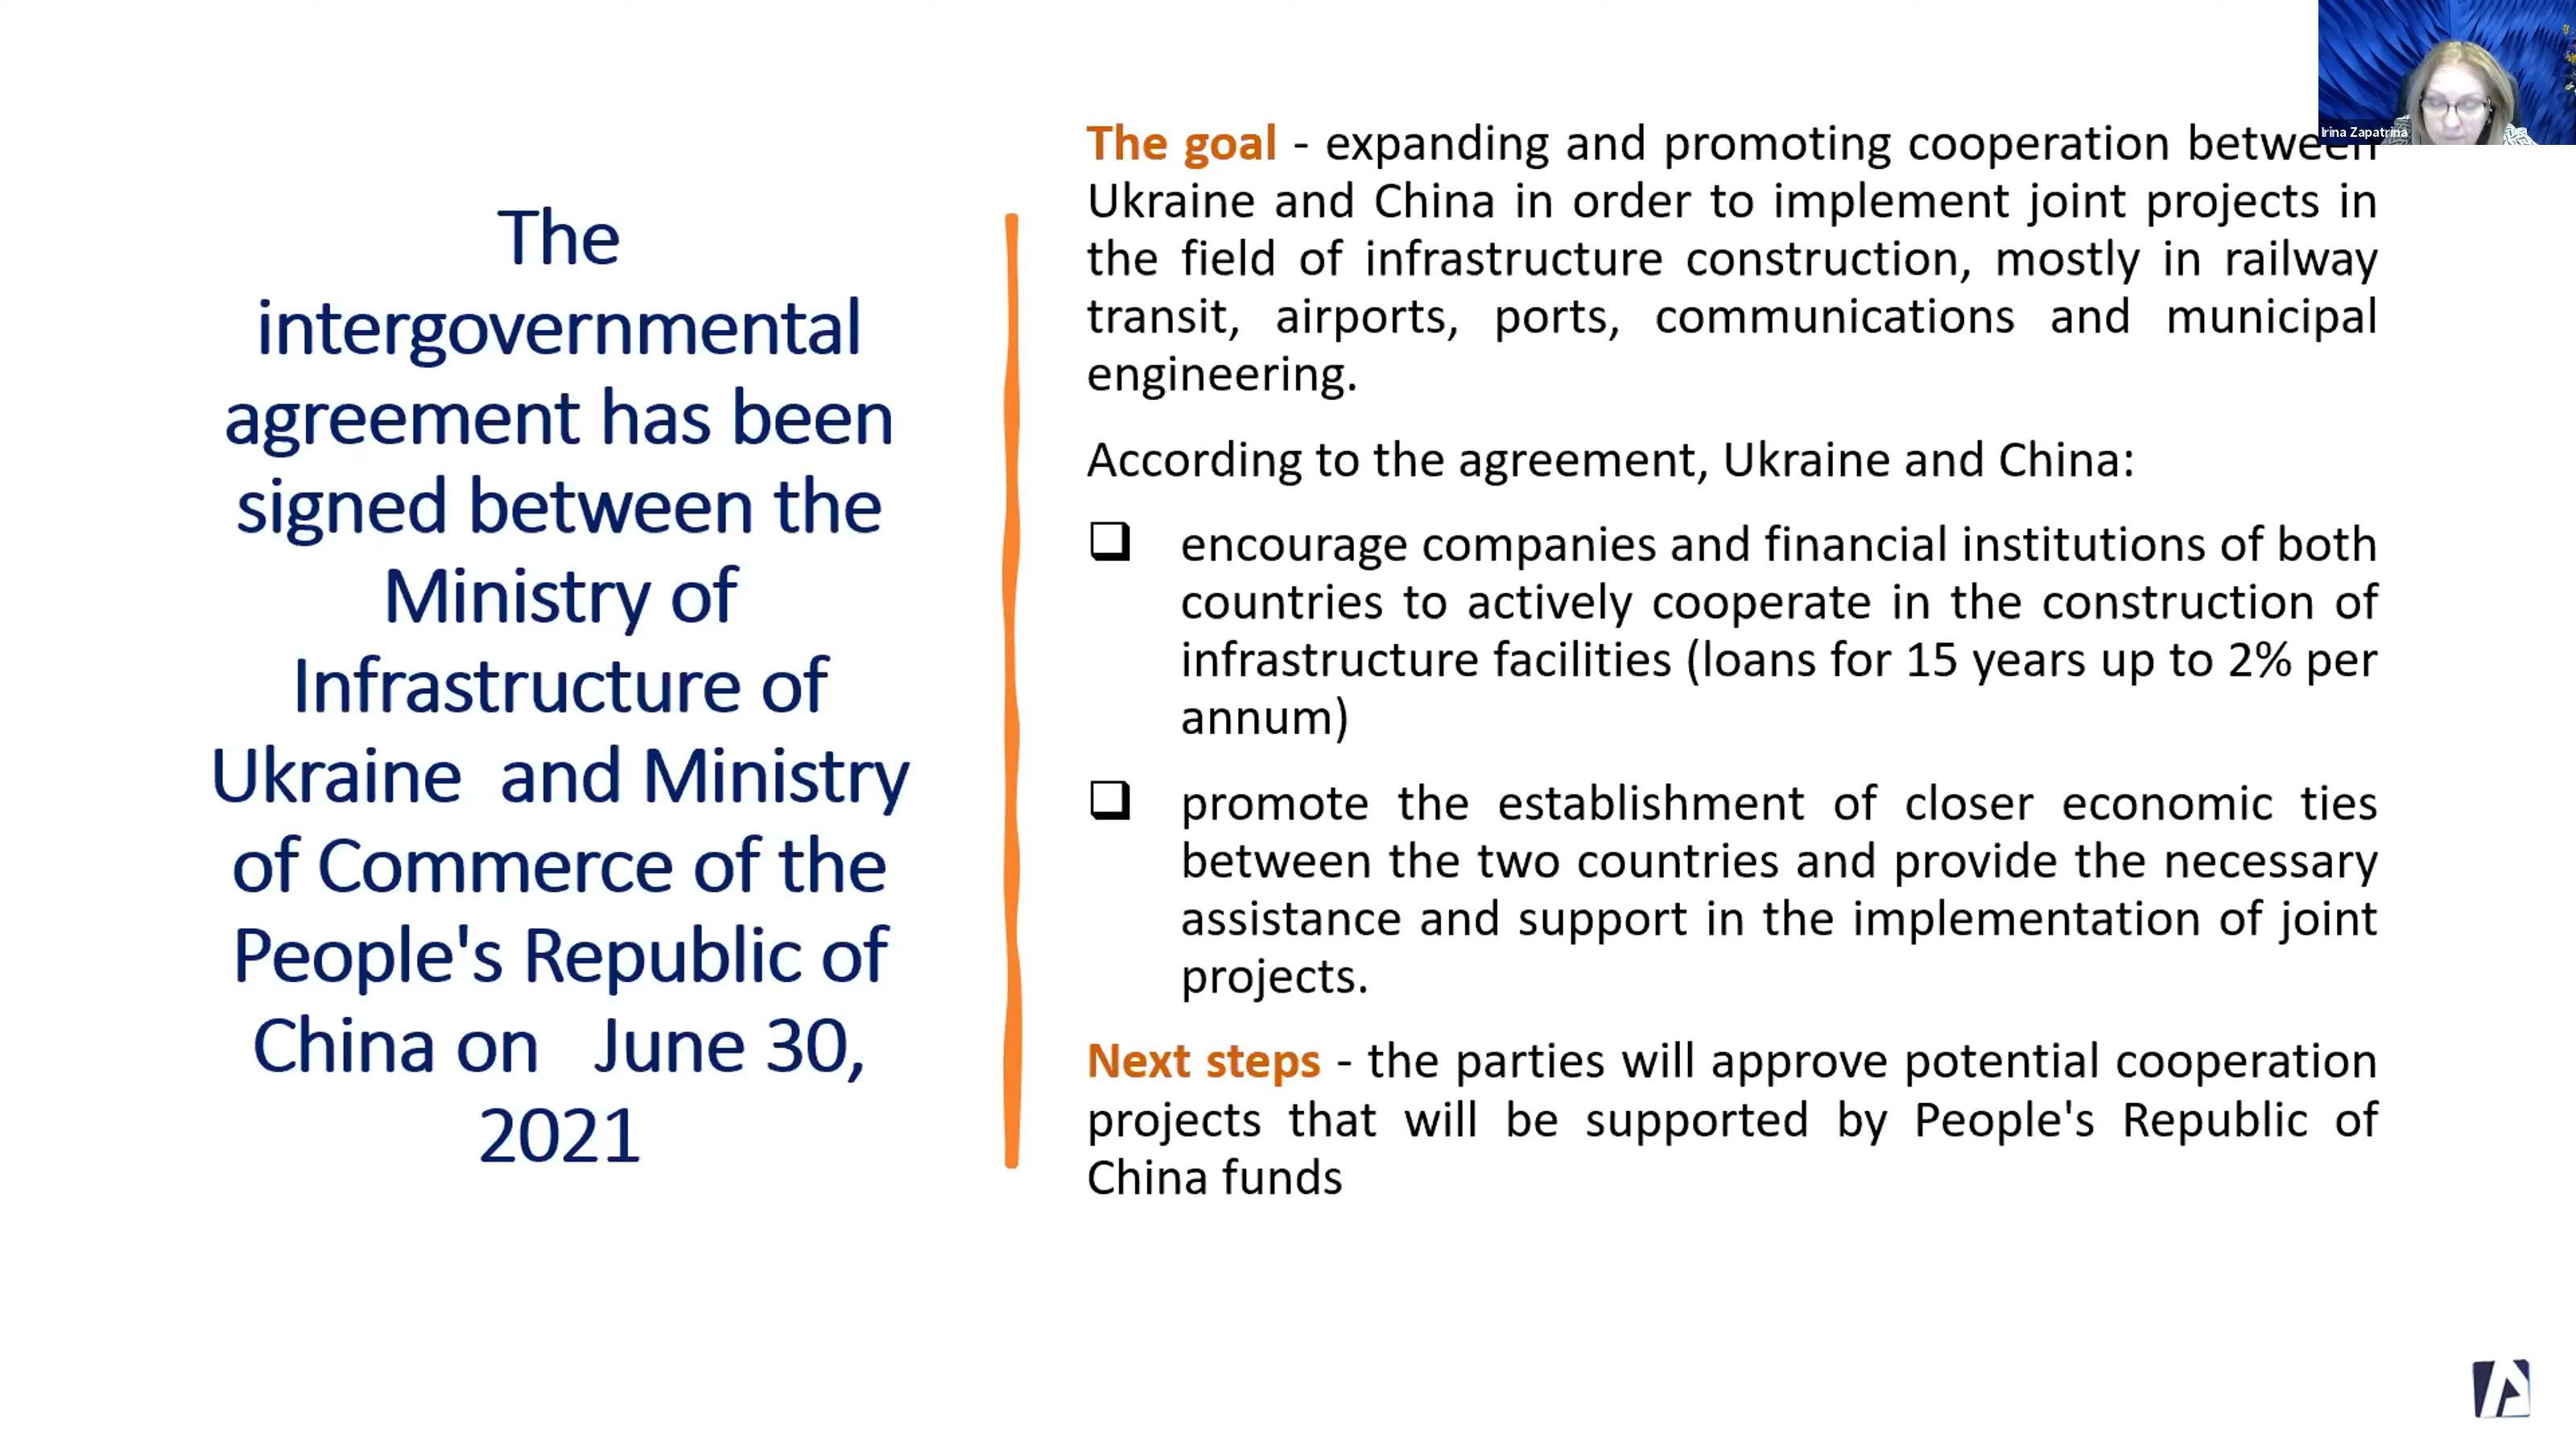 The
intergovernmental
agreement has been
signed between the
Ministry of
Infrastructure of
Ukraine and Ministry
of Commerce of the
People's Republic of
China on June 30,
2021
The goal - expanding and promoting cooperation between
Ukraine and China in order to implement joint projects in
the field of infrastructure construction, mostly in railway
transit, airports, ports, communications and municipal
engineering.
According to the agreement, Ukraine and China:
encourage companies and financial institutions of both
countries to actively cooperate in the construction of
infrastructure facilities (loans for 15 years up to 2% per
annum)
promote the establishment of closer economic ties
between the two countries and provide the necessary
assistance and support in the implementation of joint
projects.
Next steps - the parties will approve potential cooperation
projects that will be supported by People's Republic of
China funds
Irina Zapatrina